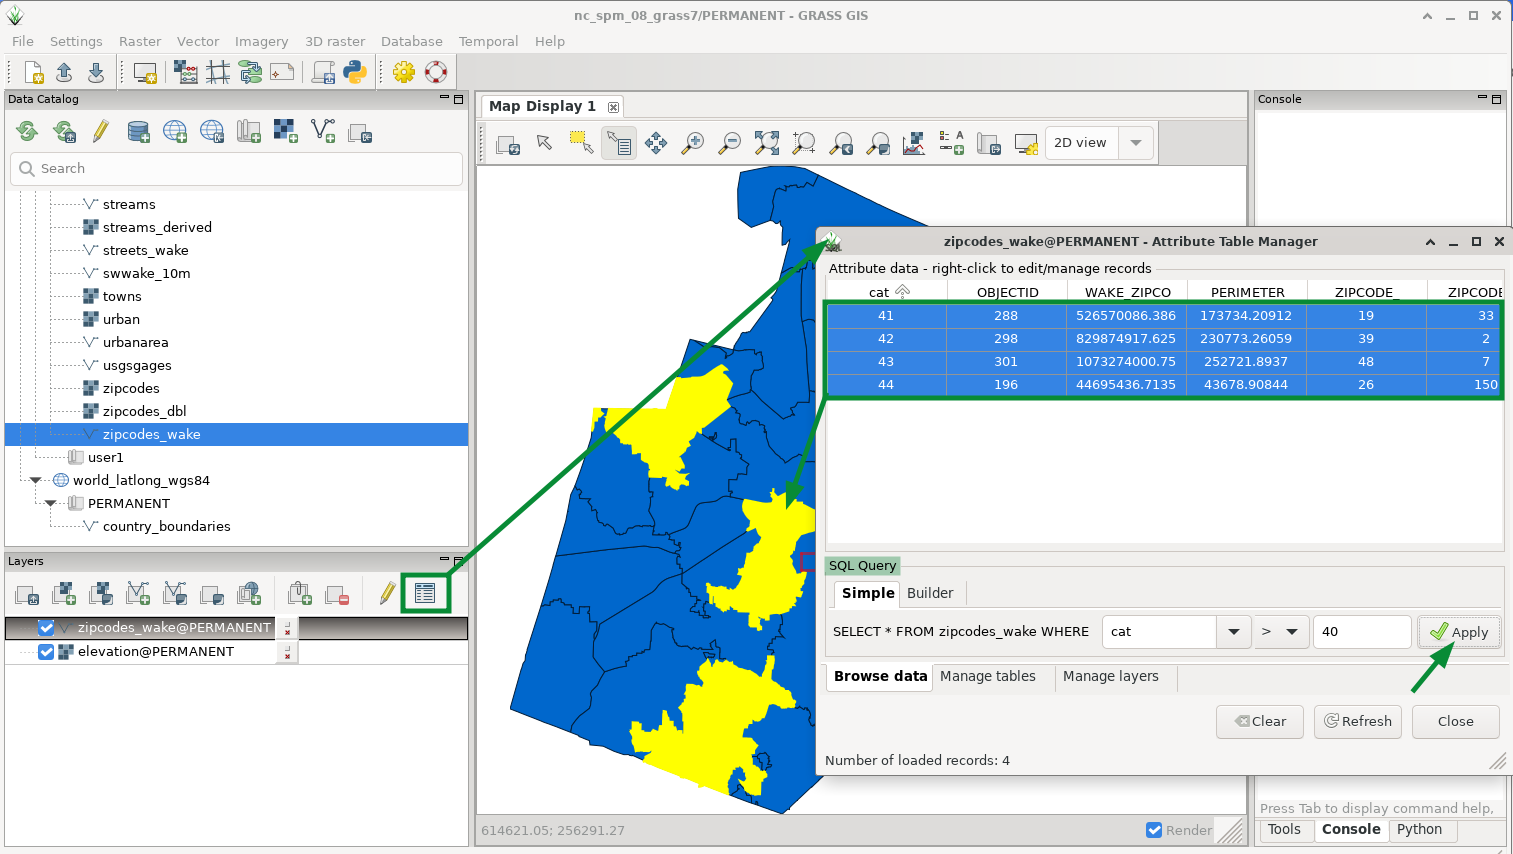 nc_spm_08_grass7/PERMANENT - GRASS GIS
File Settings Raster Vector Imagery 3D raster Database Temporal Help
Data Catalog
Search
streams
streams_derived
streets_wake
swwake_10m
towns
urban
urbanarea
usgsgages
zipcodes
zipcodes_dbl
zipcodes_wake
user1
world_latlong_wgs84
PERMANENT
country_boundaries
Layers
zipcodes_wake@PERMANENT
elevation@PERMANENT
Map Display 1
2D view
614621.05; 256291.27
Render
Console
zipcodes_wake@PERMANENT - Attribute Table Manager
Attribute data - right-click to edit/manage records
cat OBJECTID WAKE_ZIPCO PERIMETER ZIPCODE_ ZIPCODE
41 288 526570086.386 173734.20912 19 33
42 298 829874917.625 230773.26059 39 2
43 301 1073274000.75 252721.8937 48 7
44 196 44695436.7135 43678.90844 26 150
SQL Query
Simple Builder
SELECT * FROM zipcodes_wake WHERE cat > 40 Apply
Browse data Manage tables Manage layers
Clear Refresh Close
Number of loaded records: 4
Press Tab to display command help,
Tools Console Python